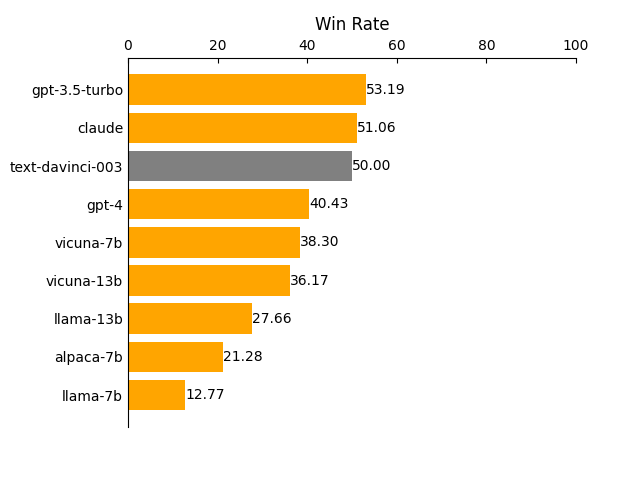 Win Rate
0 20 40 60 80 100
gpt-3.5-turbo 53.19
claude 51.06
text-davinci-003 50.00
gpt-4 40.43
vicuna-7b 38.30
vicuna-13b 36.17
llama-13b 27.66
alpaca-7b 21.28
llama-7b 12.77